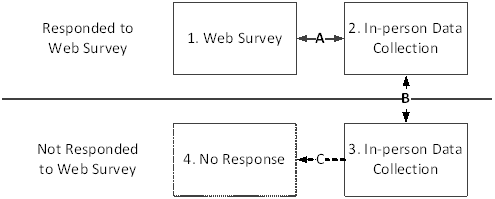 Responded to
Web Survey
1. Web Survey
A
2. In-person Data
Collection
B
Not Responded
to Web Survey
4. No Response
C
3. In-person Data
Collection